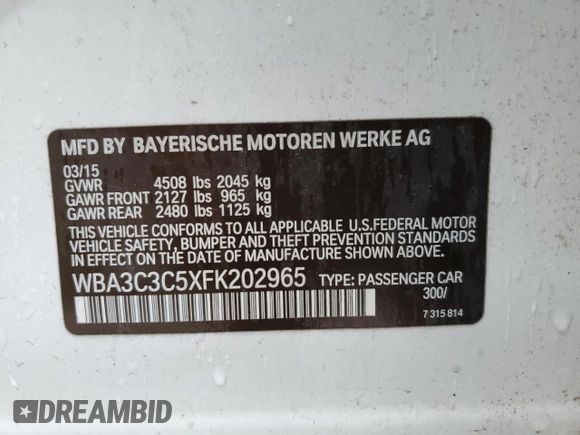 MFD BY BAYERISCHE MOTOREN WERKE AG
03/15
GVWR 4508 lbs 2045 kg
GAWR FRONT 2127 lbs 965 kg
GAWR REAR 2480 lbs 1125 kg
THIS VEHICLE CONFORMS TO ALL APPLICABLE U.S.FEDERAL MOTOR
VEHICLE SAFETY, BUMPER AND THEFT PREVENTION STANDARDS
IN EFFECT ON THE DATE OF MANUFACTURE SHOWN ABOVE.
WBA3C3C5XFK202965 TYPE: PASSENGER CAR
300/
7 315 814
DREAMBID